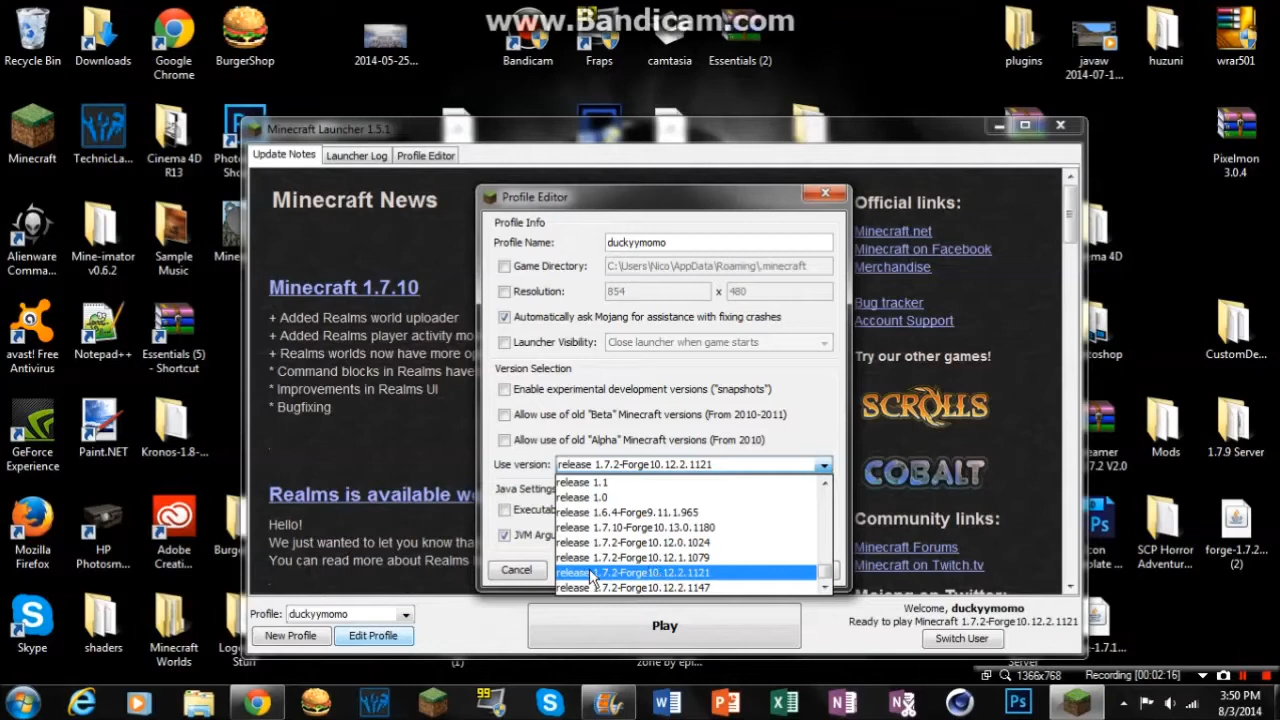 www.Bandicam.com
Recycle Bin
Downloads
Google Chrome
BurgerShop
2014-05-25...
Bandicam
Fraps
camtasia
Essentials (2)
plugins
javaw 2014-07-1...
huzuni
wrar501
Minecraft
TechnicLa...
Cinema 4D R13
Pixelmon 3.0.4
Alienware Comma...
Mine-imator v0.6.2
Sample Music
avast! Free Antivirus
Notepad++
Essentials (5) - Shortcut
GeForce Experience
Paint.NET
Kronos-1.8-...
Mozilla Firefox
HP Photosm...
Adobe Creative ...
Skype
shaders
Minecraft Worlds
CustomDe...
Mods
1.7.9 Server
SCP Horror Adventur...
forge-1.7.2... (2)
Minecraft Launcher 1.5.1
Update Notes
Launcher Log
Profile Editor
Minecraft News
Minecraft 1.7.10
+ Added Realms world uploader
+ Added Realms player activity mo
+ Realms worlds now have more op
* Command blocks in Realms have
* Improvements in Realms UI
* Bugfixing
Realms is available w
Hello!
We just wanted to let you know tha
You can read more about Realms in
Official links:
Minecraft.net
Minecraft on Facebook
Merchandise
Bug tracker
Account Support
Try our other games!
SCROLLS
COBALT
Community links:
Minecraft Forums
Minecraft on Twitch.tv
Profile Editor
Profile Info
Profile Name: duckyymomo
Game Directory: C:\Users\Nico\AppData\Roaming\.minecraft
Resolution: 854 x 480
Automatically ask Mojang for assistance with fixing crashes
Launcher Visibility: Close launcher when game starts
Version Selection
Enable experimental development versions ("snapshots")
Allow use of old "Beta" Minecraft versions (From 2010-2011)
Allow use of old "Alpha" Minecraft versions (From 2010)
Use version: release 1.7.2-Forge10.12.2.1121
release 1.1
release 1.0
release 1.6.4-Forge9.11.1.965
release 1.7.10-Forge10.13.0.1180
release 1.7.2-Forge10.12.0.1024
release 1.7.2-Forge10.12.1.1079
release 1.7.2-Forge10.12.2.1121
release 1.7.2-Forge10.12.2.1147
Java Settings
Executab
JVM Argu
Cancel
Profile: duckyymomo
New Profile
Edit Profile
Play
Welcome, duckyymomo
Ready to play Minecraft 1.7.2-Forge10.12.2.1121
Switch User
1366x768
Recording [00:02:16]
3:50 PM
8/3/2014